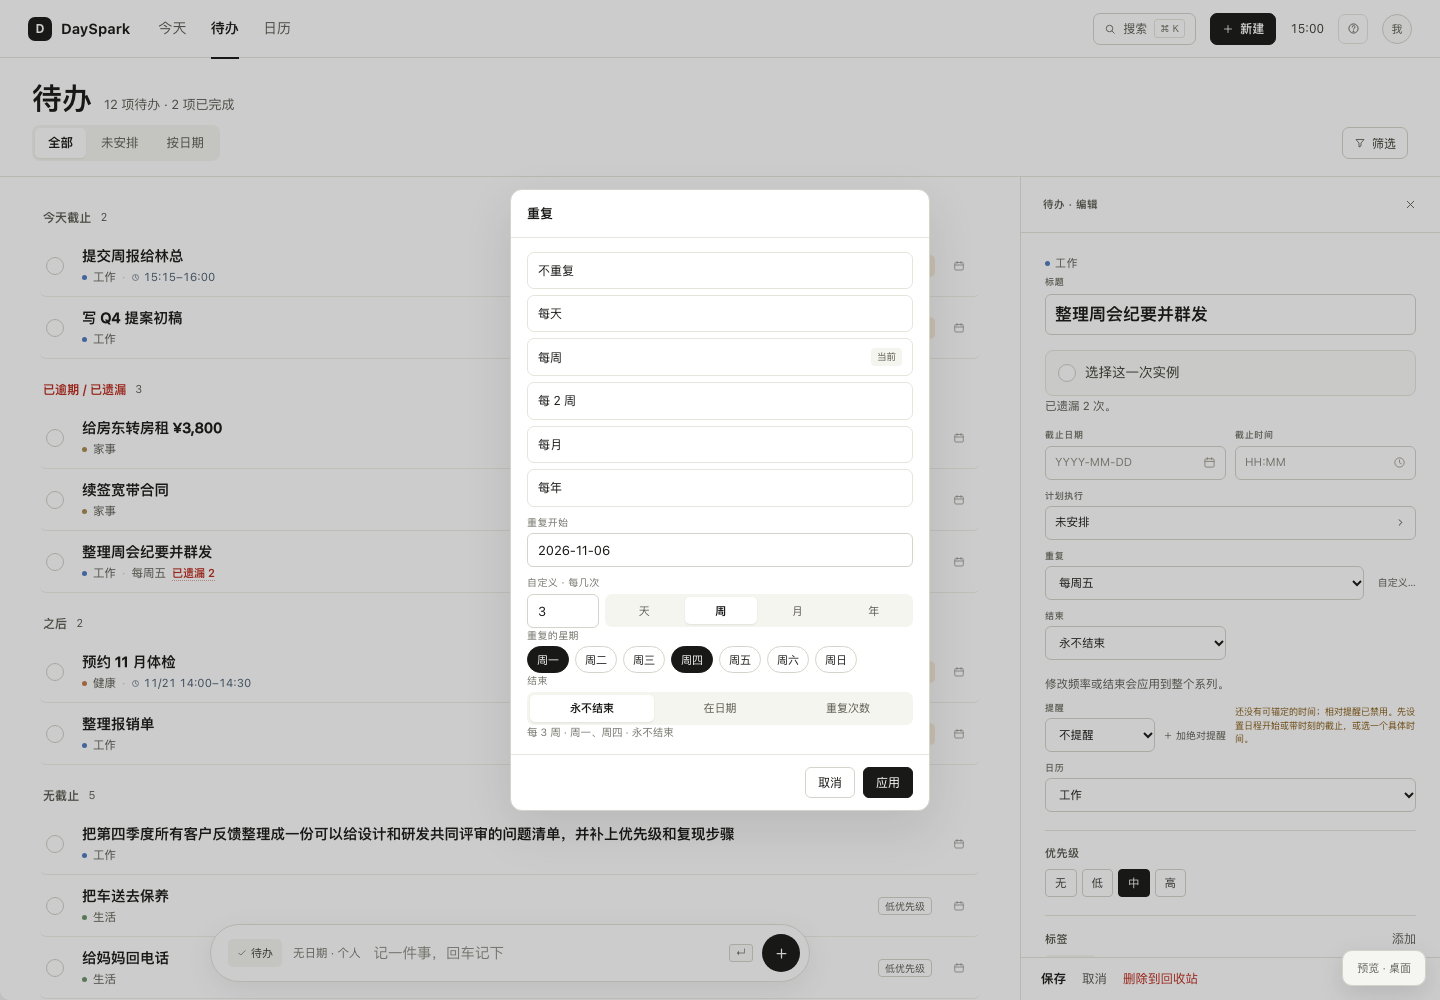 D DaySpark 今天 待办 日历 搜索 ⌘ K + 新建 15:00 我
待办 12 项待办 · 2 项已完成
全部 未安排 按日期 筛选
今天截止 2
提交周报给林总
工作 · 15:15–16:00
写 Q4 提案初稿
工作
已逾期 / 已遗漏 3
给房东转房租 ¥3,800
家事
续签宽带合同
家事
整理周会纪要并群发
工作 · 每周五 已遗漏 2
之后 2
预约 11 月体检
健康 · 11/21 14:00–14:30
整理报销单
工作
无截止 5
把第四季度所有客户反馈整理成一份可以给设计和研发共同评审的问题清单，并补上优先级和复现步骤
工作
把车送去保养
生活
低优先级
给妈妈回电话
生活
低优先级
待办 无日期 · 个人 记一件事，回车记下
重复
不重复
每天
每周 当前
每 2 周
每月
每年
重复开始
2026-11-06
自定义 · 每几次
3 天 周 月 年
重复的星期
周一 周二 周三 周四 周五 周六 周日
结束
永不结束 在日期 重复次数
每 3 周 · 周一、周四 · 永不结束
取消 应用
待办 · 编辑
工作
标题
整理周会纪要并群发
选择这一次实例
已遗漏 2 次。
截止日期 截止时间
YYYY-MM-DD HH:MM
计划执行
未安排
重复
每周五 自定义...
结束
永不结束
修改频率或结束会应用到整个系列。
提醒
不提醒 + 加绝对提醒
还没有可锚定的时间；相对提醒已禁用。先设
置日程开始或带时刻的截止，或选一个具体时
间。
日历
工作
优先级
无 低 中 高
标签 添加
保存 取消 删除到回收站
预览 · 桌面